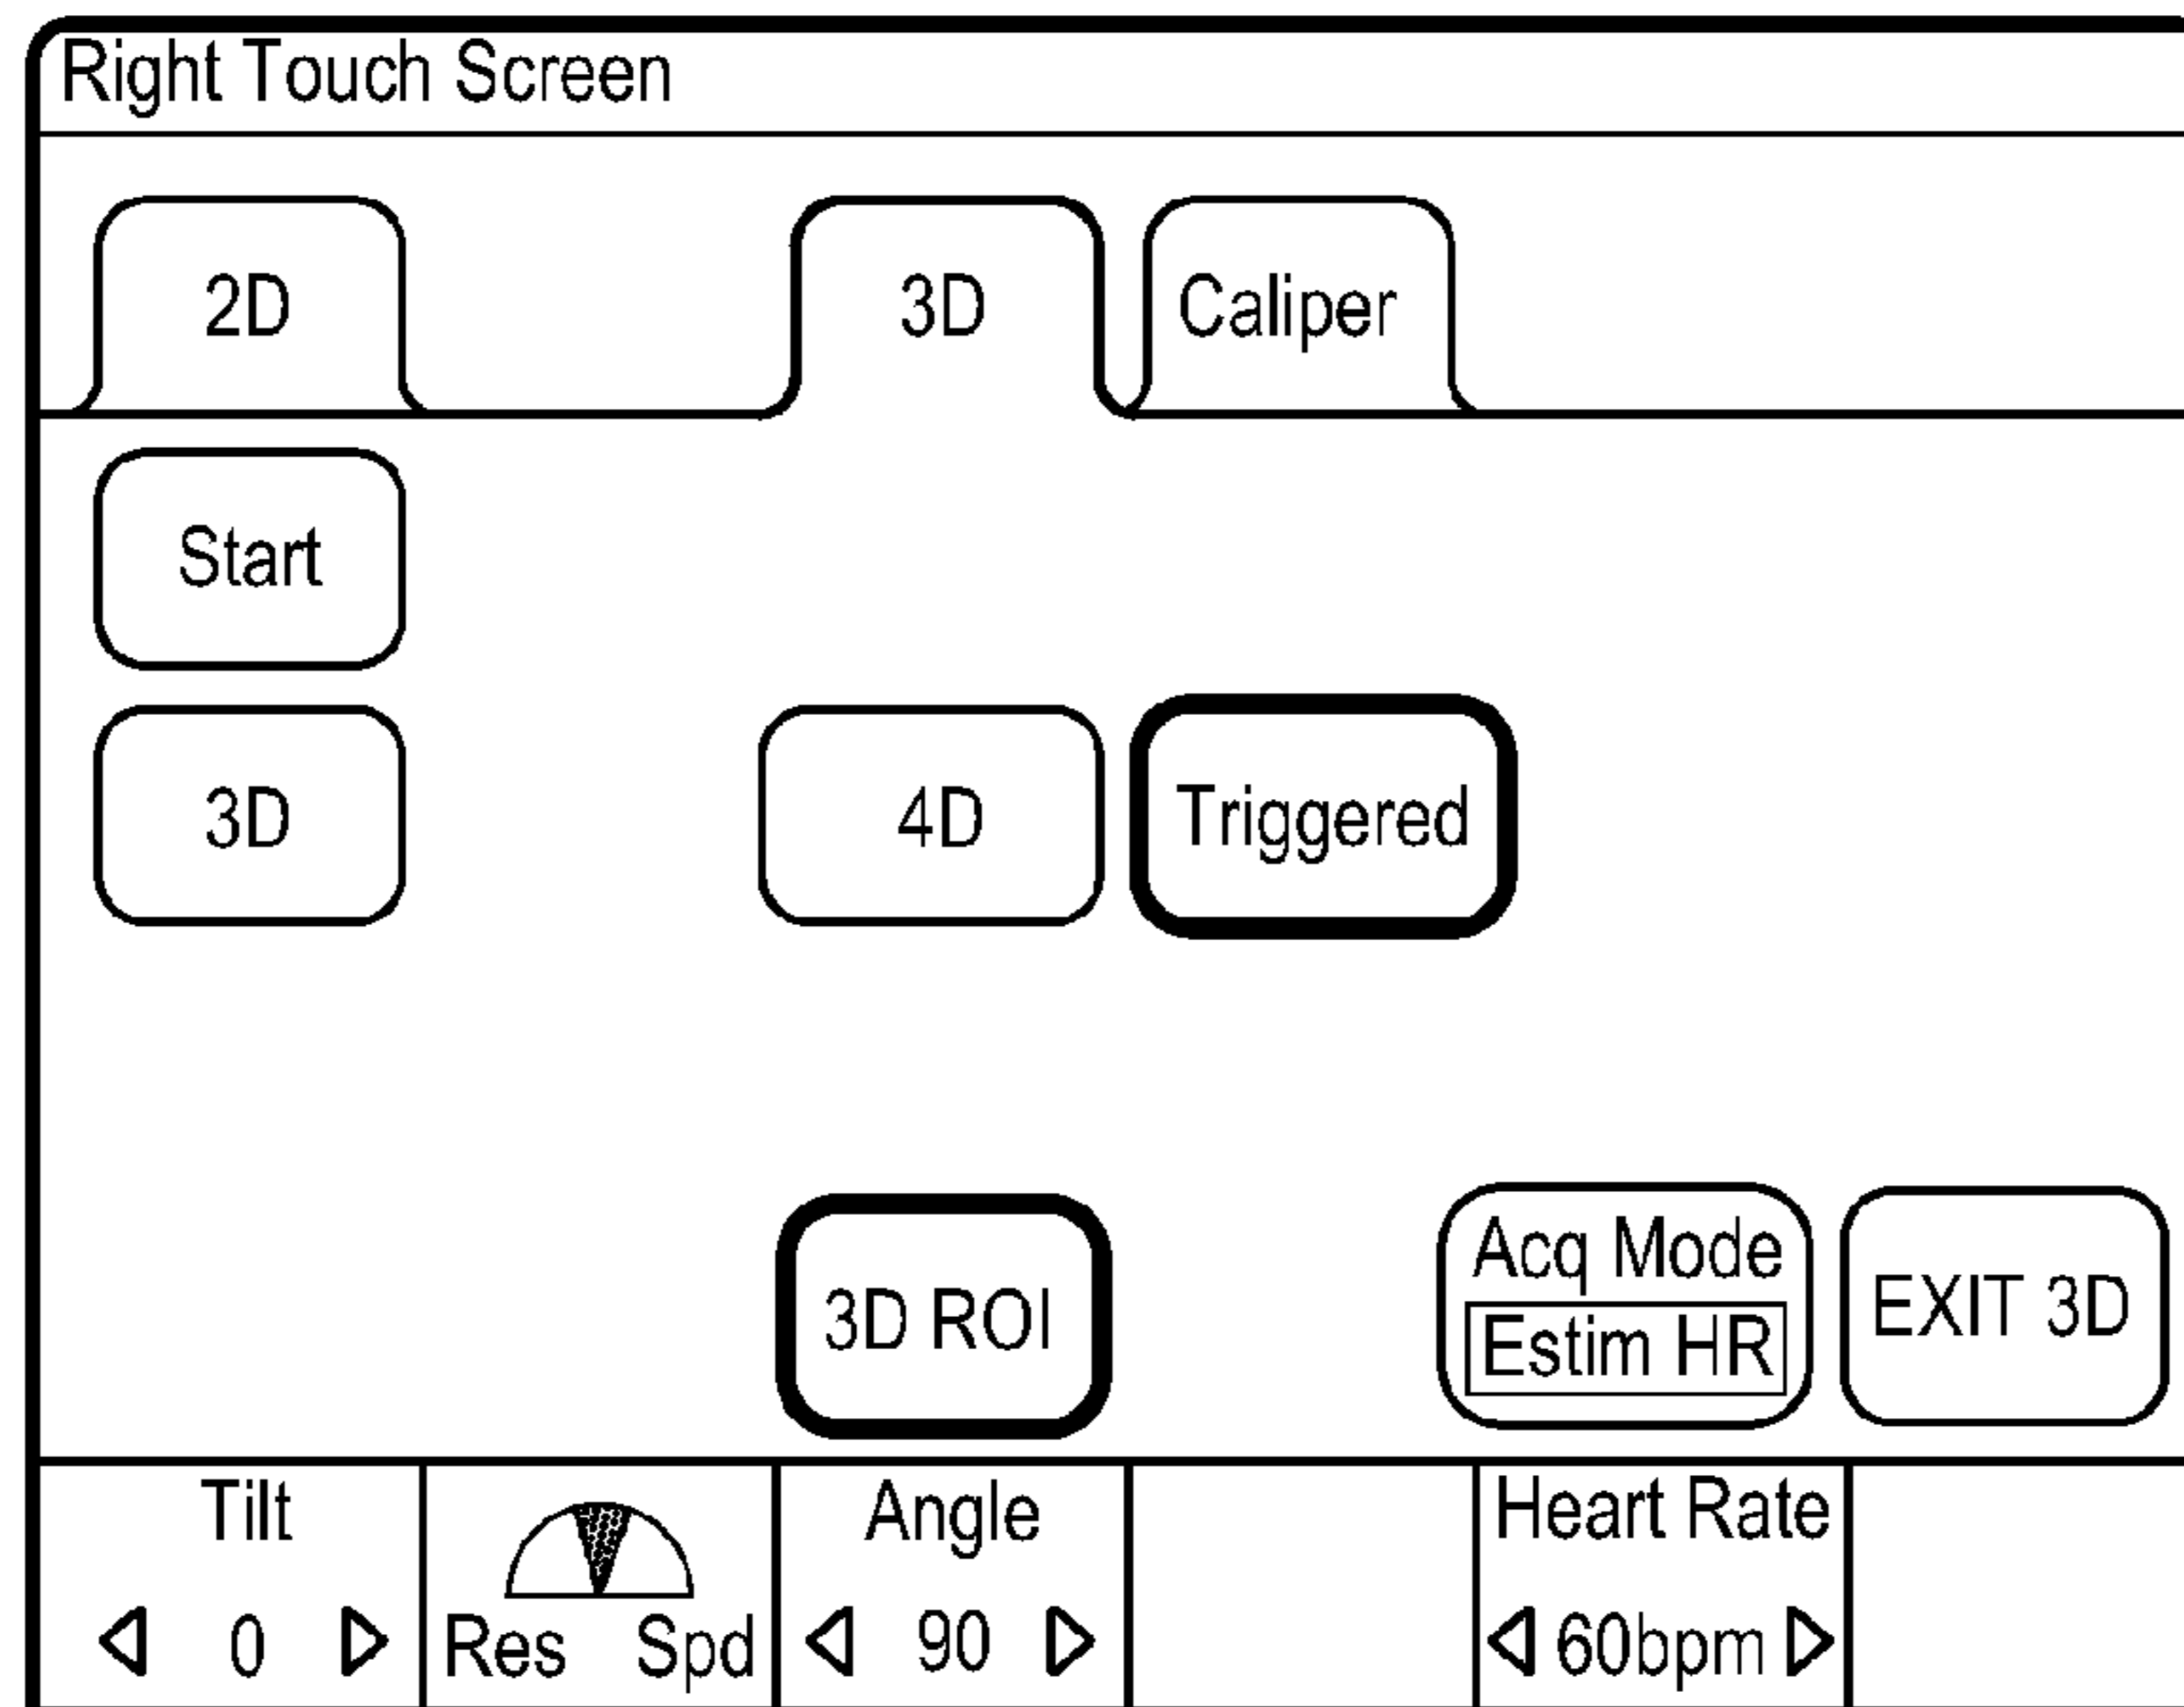 Right Touch Screen
2D 3D Caliper
Start
3D 4D Triggered
3D ROI
Acq Mode
Estim HR
EXIT 3D
Tilt
0
Res Spd
Angle
90
Heart Rate
60bpm